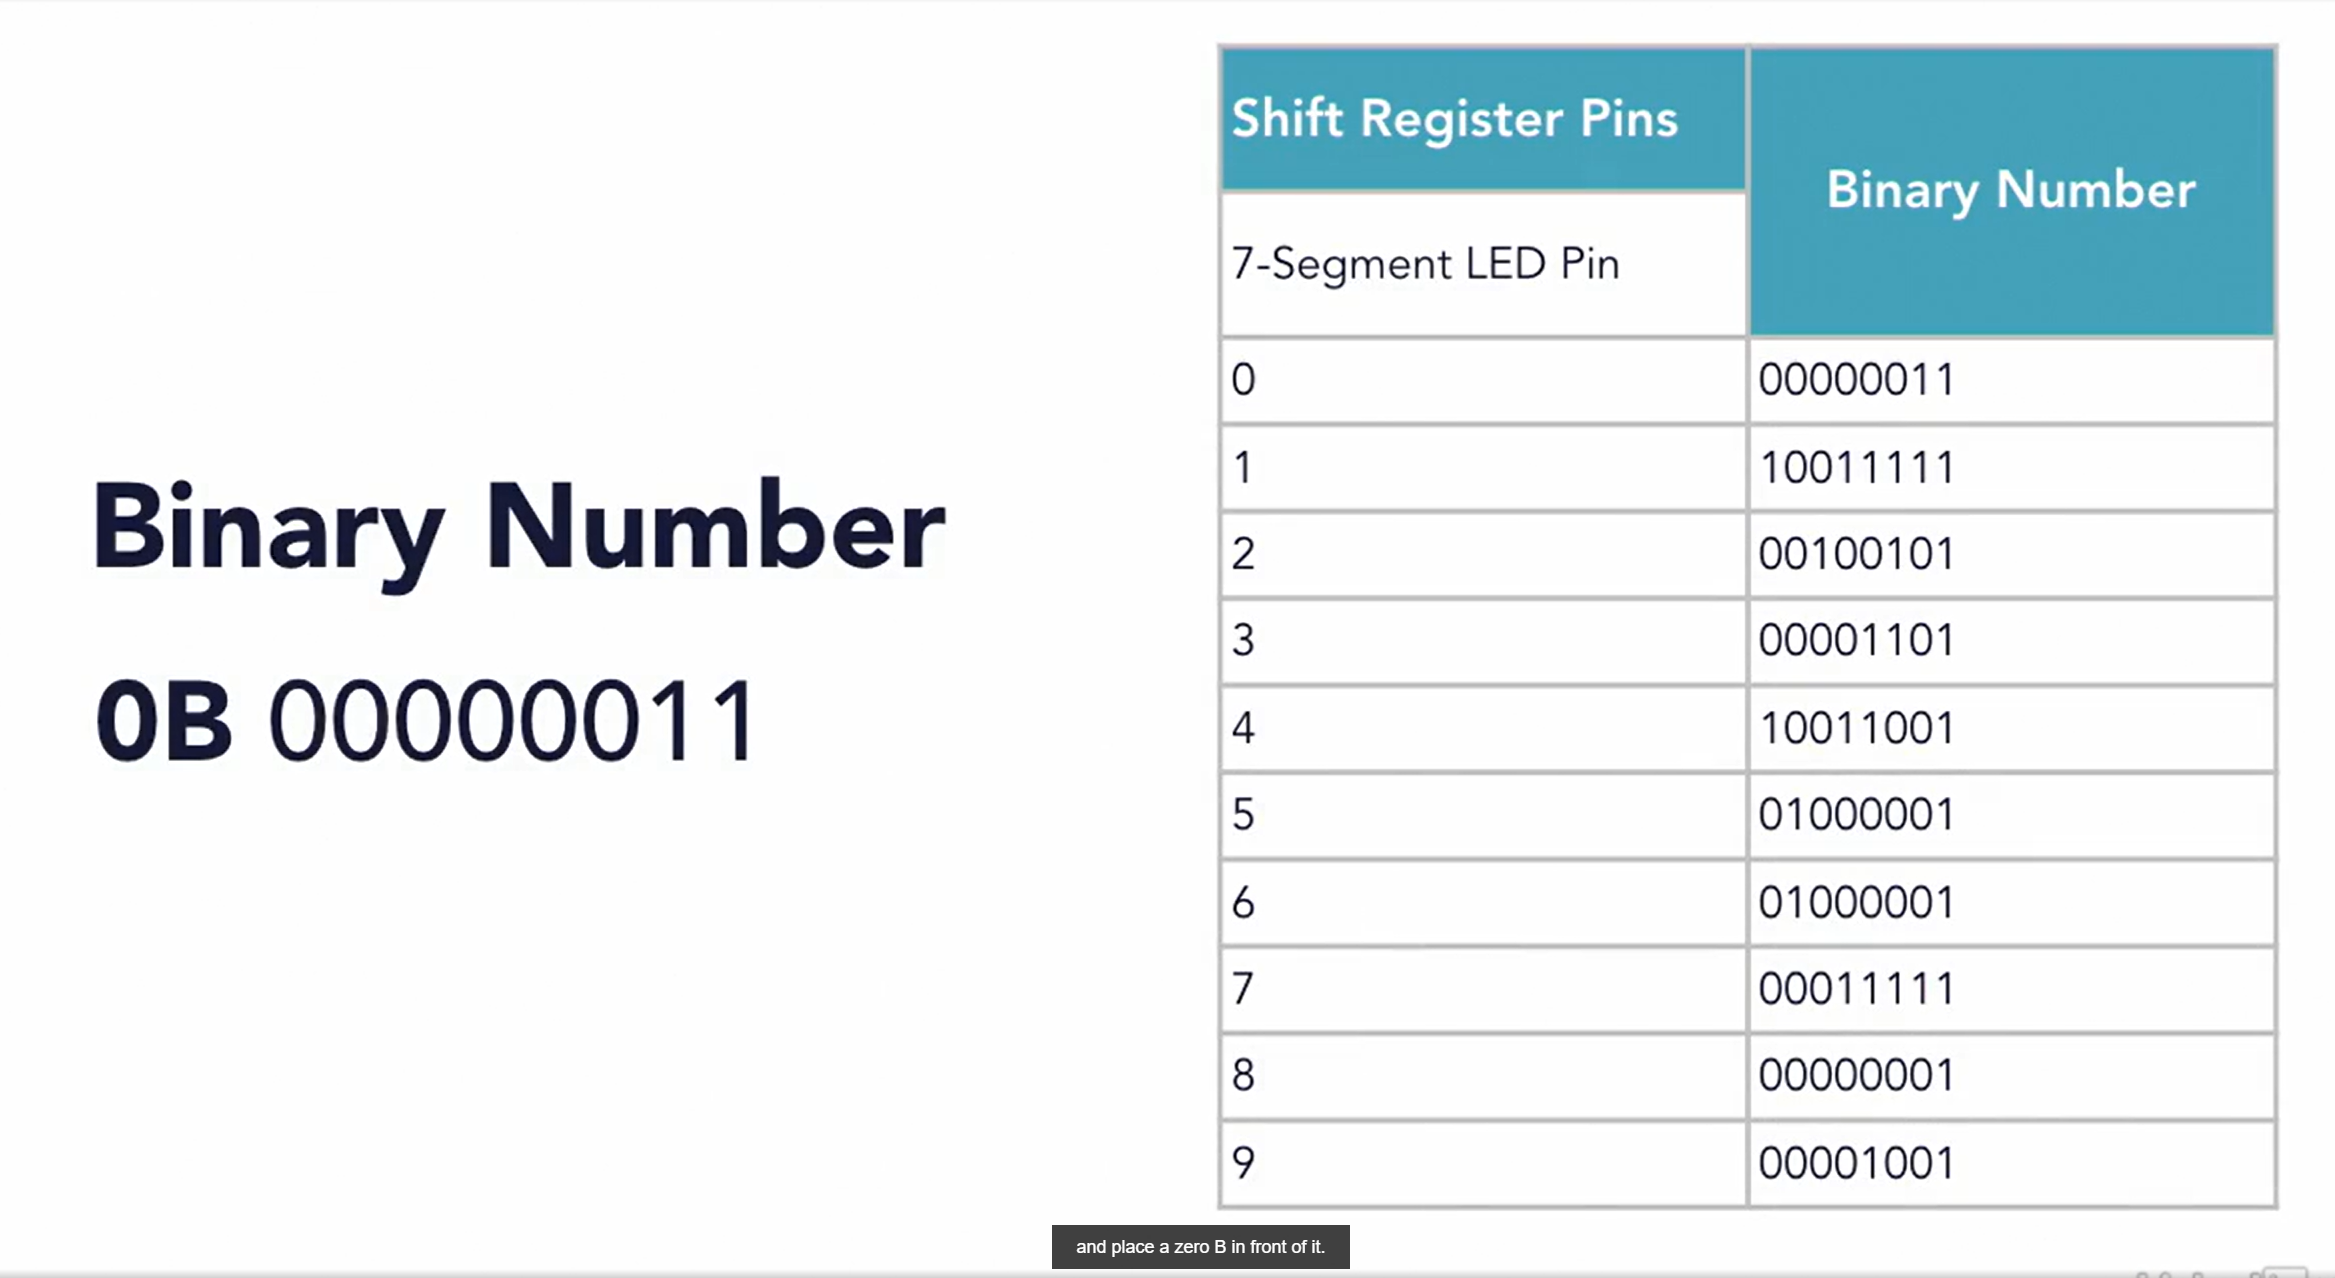 Binary Number
0B 00000011
Shift Register Pins
Binary Number
7-Segment LED Pin
0 00000011
1 10011111
2 00100101
3 00001101
4 10011001
5 01000001
6 01000001
7 00011111
8 00000001
9 00001001
and place a zero B in front of it.